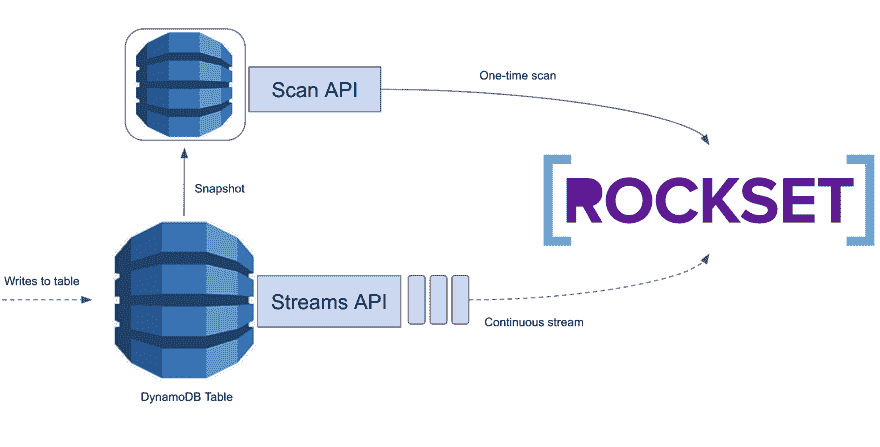 Scan API
One-time scan
Snapshot
[ROCKSET]
Writes to table
Streams API
Continuous stream
DynamoDB Table